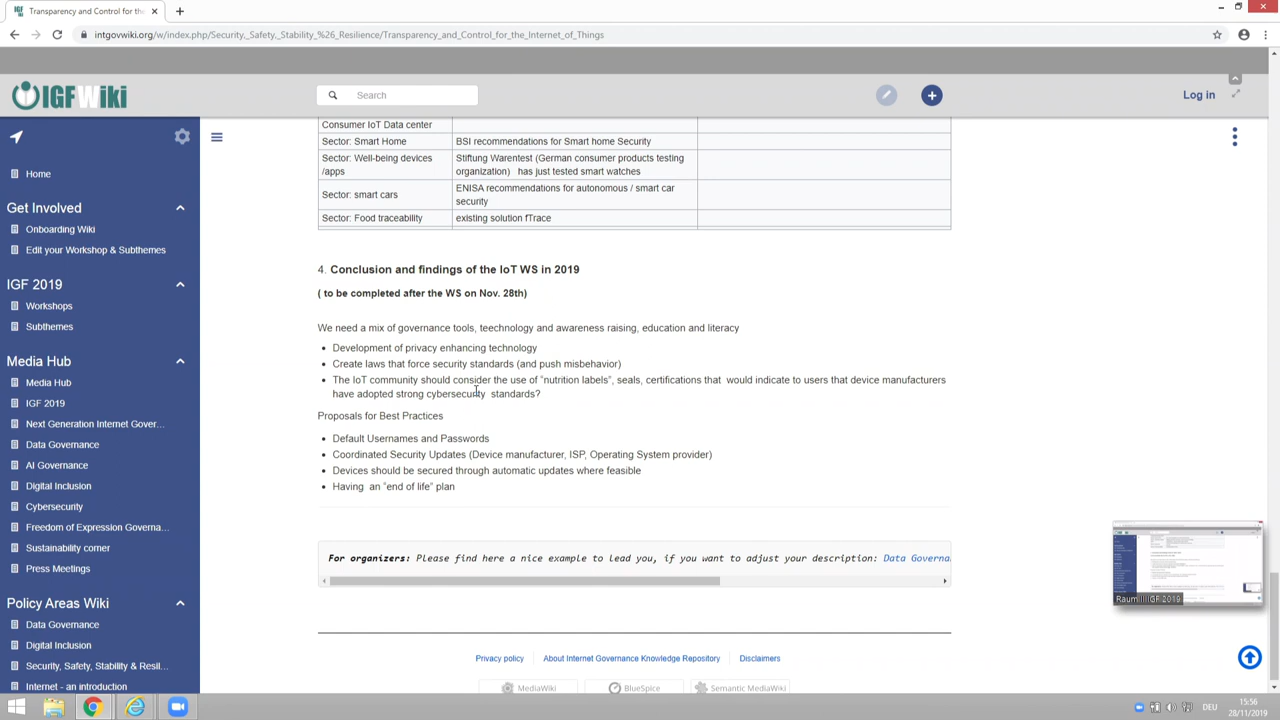 Transparency and Control for the
intgovwiki.org/w/index.php/Security,_Safety,_Stability_%26_Resilience/Transparency_and_Control_for_the_Internet_of_Things
IGFWiki
Search
Log in
Home
Get Involved
Onboarding Wiki
Edit your Workshop & Subthemes
IGF 2019
Workshops
Subthemes
Media Hub
Media Hub
IGF 2019
Next Generation Internet Gover...
Data Governance
AI Governance
Digital Inclusion
Cybersecurity
Freedom of Expression Governa...
Sustainability corner
Press Meetings
Policy Areas Wiki
Data Governance
Digital Inclusion
Security, Safety, Stability & Resil...
Internet - an introduction
Consumer IoT Data center
Sector: Smart Home BSI recommendations for Smart home Security
Sector: Well-being devices Stiftung Warentest (German consumer products testing
/apps organization) has just tested smart watches
Sector: smart cars ENISA recommendations for autonomous / smart car
security
Sector: Food traceability existing solution fTrace
4. Conclusion and findings of the IoT WS in 2019
( to be completed after the WS on Nov. 28th)
We need a mix of governance tools, teechnology and awareness raising, education and literacy
Development of privacy enhancing technology
Create laws that force security standards (and push misbehavior)
The IoT community should consider the use of "nutrition labels", seals, certifications that would indicate to users that device manufacturers
have adopted strong cybersecurity standards?
Proposals for Best Practices
Default Usernames and Passwords
Coordinated Security Updates (Device manufacturer, ISP, Operating System provider)
Devices should be secured through automatic updates where feasible
Having an "end of life" plan
For organizers: Please find here a nice example to lead you, if you want to adjust your description: Data Governa
Raum III IGF 2019
Privacy policy About Internet Governance Knowledge Repository Disclaimers
MediaWiki BlueSpice Semantic MediaWiki
DEU
15:56
28/11/2019